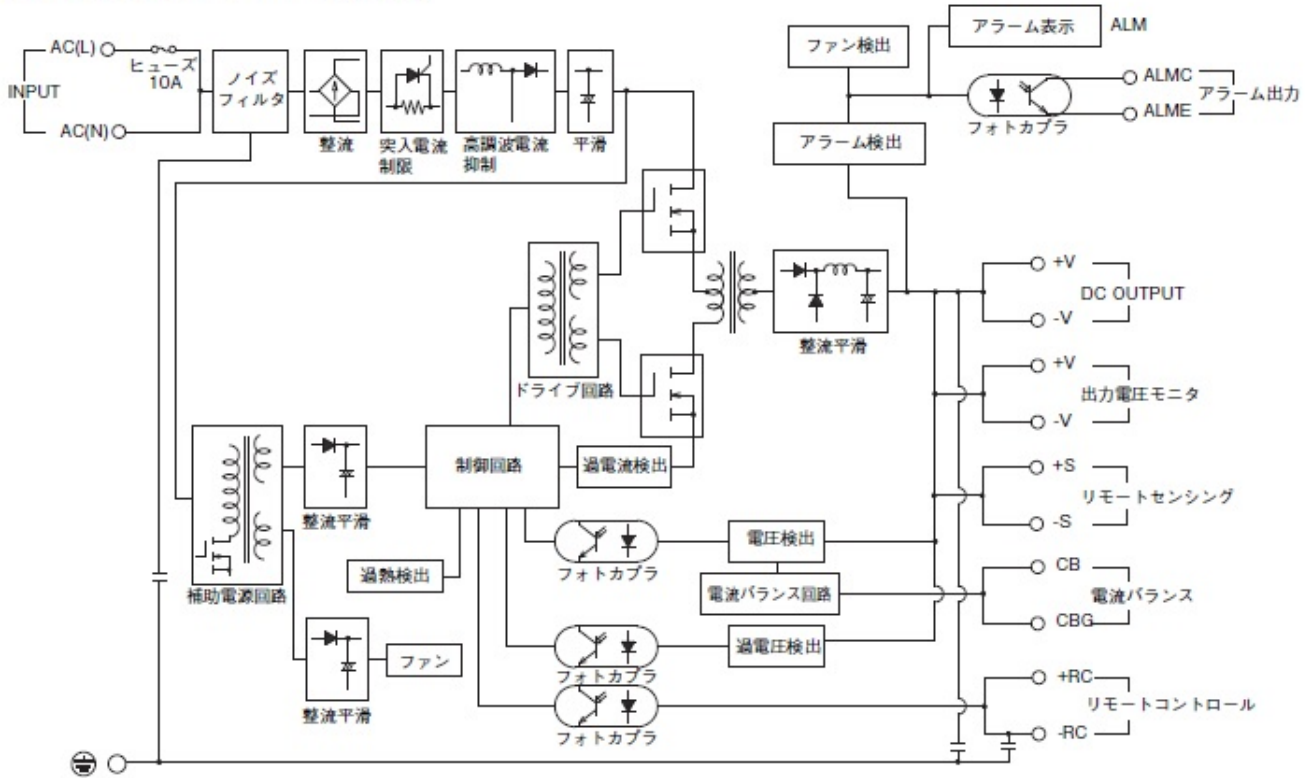 AC(L)
ヒューズ
10A
INPUT
AC(N)
ノイズ
フィルタ
整流
突入電流
制限
高調波電流
抑制
平滑
ファン検出
アラーム表示
ALM
ALMC
アラーム出力
ALME
フォトカプラ
アラーム検出
ドライブ回路
整流平滑
+V
DC OUTPUT
-V
+V
出力電圧モニタ
-V
+S
リモートセンシング
-S
CB
電流バランス
CBG
+RC
リモートコントロール
-RC
制御回路
過電流検出
整流平滑
補助電源回路
過熱検出
フォトカプラ
電圧検出
電流バランス回路
過電圧検出
フォトカプラ
フォトカプラ
ファン
整流平滑